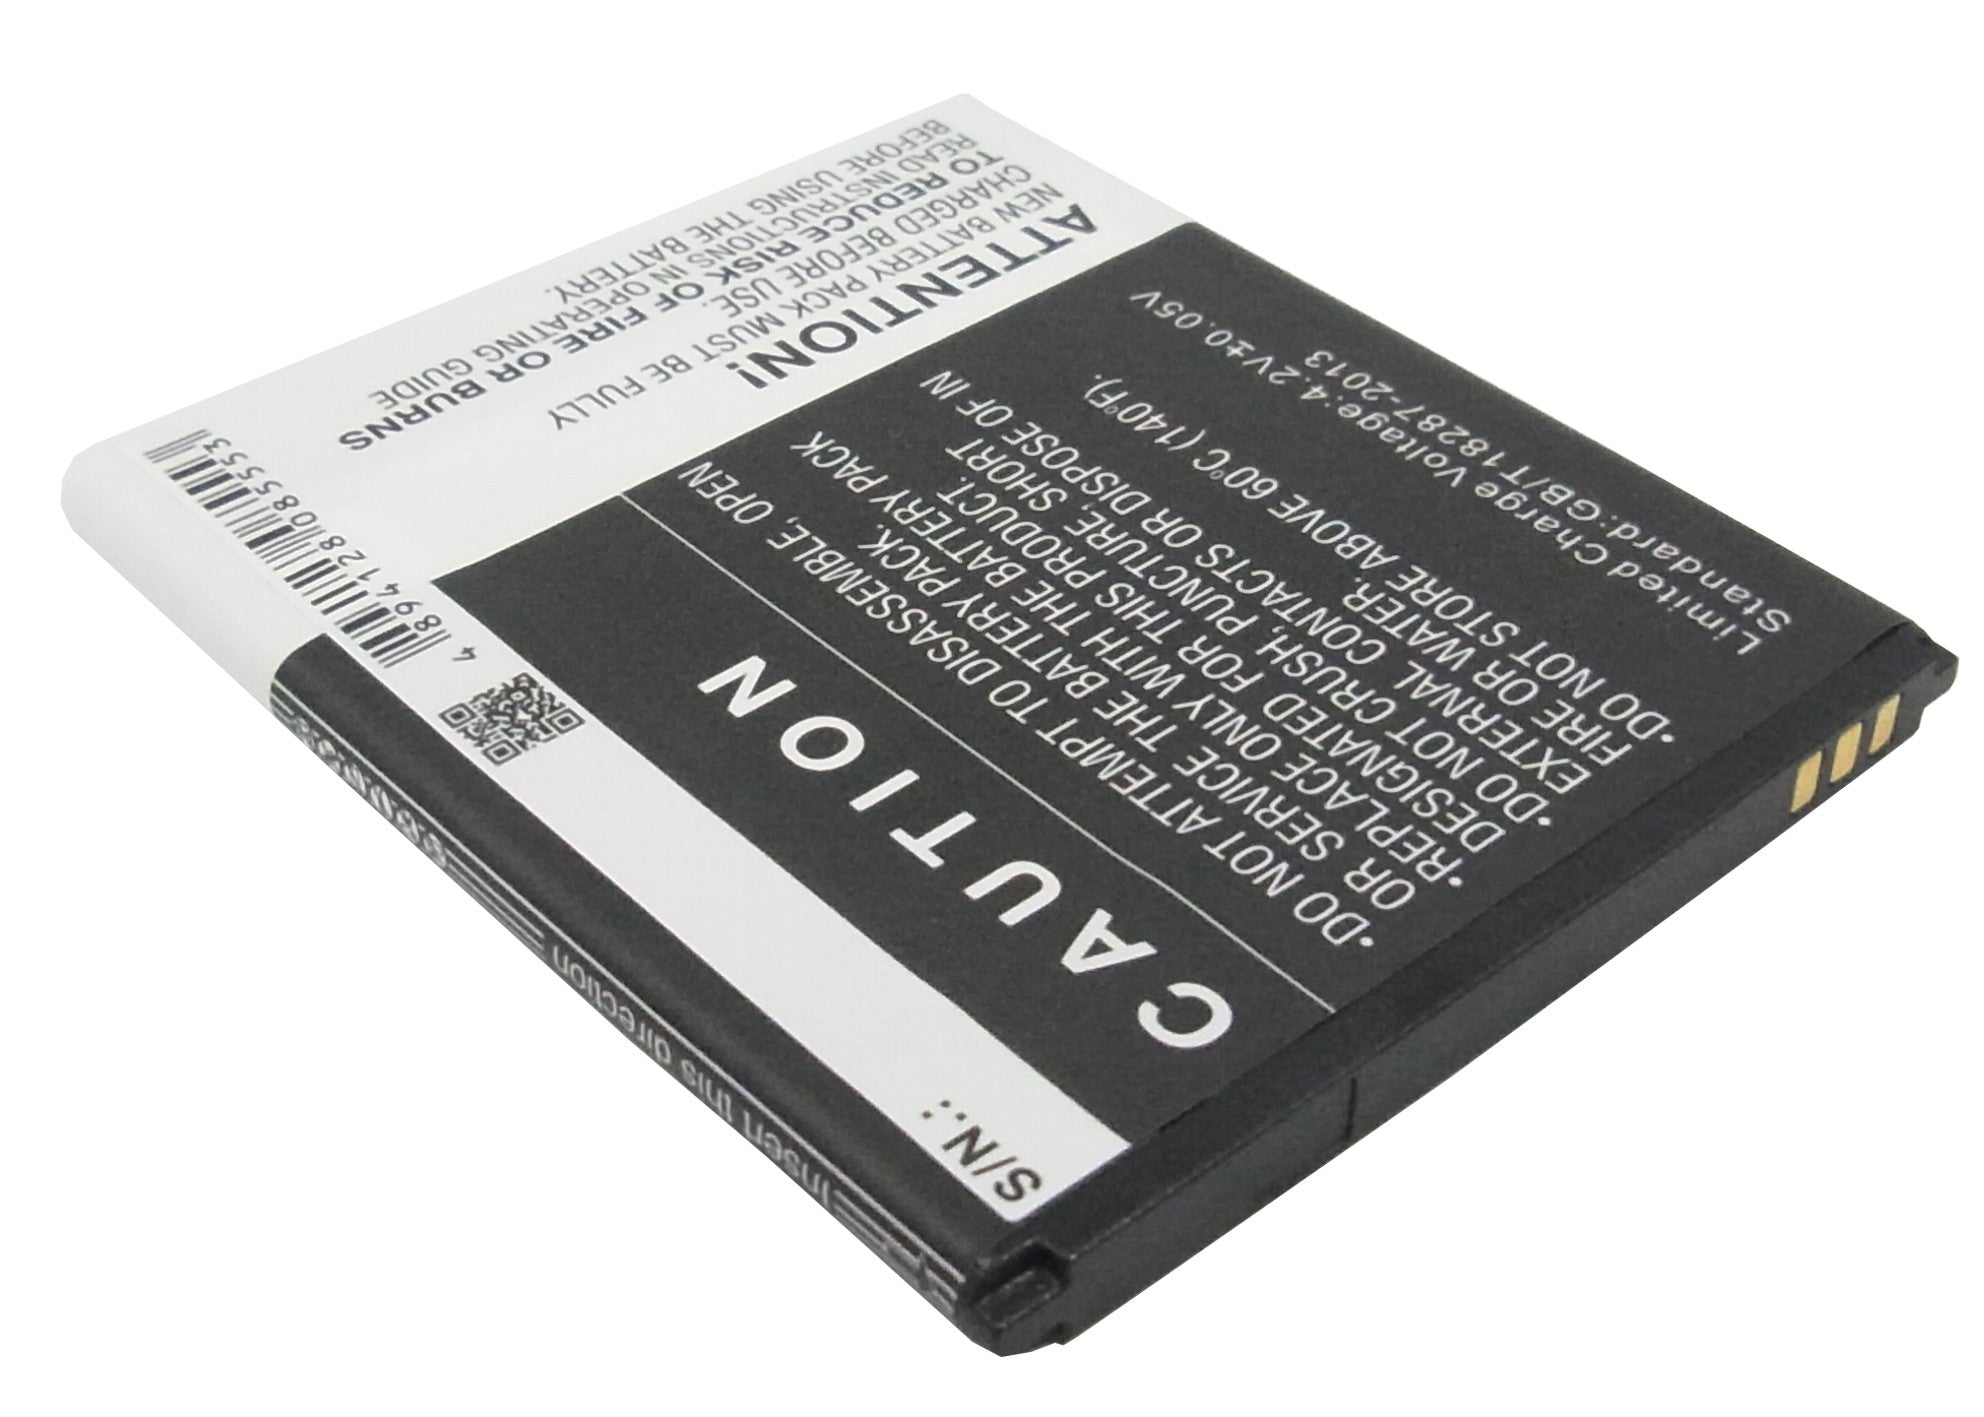 CAUTION
•DO NOT ATTEMPT TO DISASSEMBLE, OPEN
OR SERVICE THE BATTERY PACK.
•REPLACE ONLY WITH THE BATTERY PACK
DESIGNATED FOR THIS PRODUCT.
•DO NOT CRUSH, PUNCTURE, SHORT
EXTERNAL CONTACTS OR DISPOSE OF IN
FIRE OR WATER.
•DO NOT STORE ABOVE 60°C (140°F).
Limited Charge Voltage:4.2V±0.05V
Standard:GB/T18287-2013
ATTENTION!
NEW BATTERY PACK MUST BE FULLY
CHARGED BEFORE USE.
TO REDUCE RISK OF FIRE OR BURNS
READ INSTRUCTIONS IN OPERATING GUIDE
BEFORE USING THE BATTERY.
4 894128 085553
S/N.:
Insert this direction